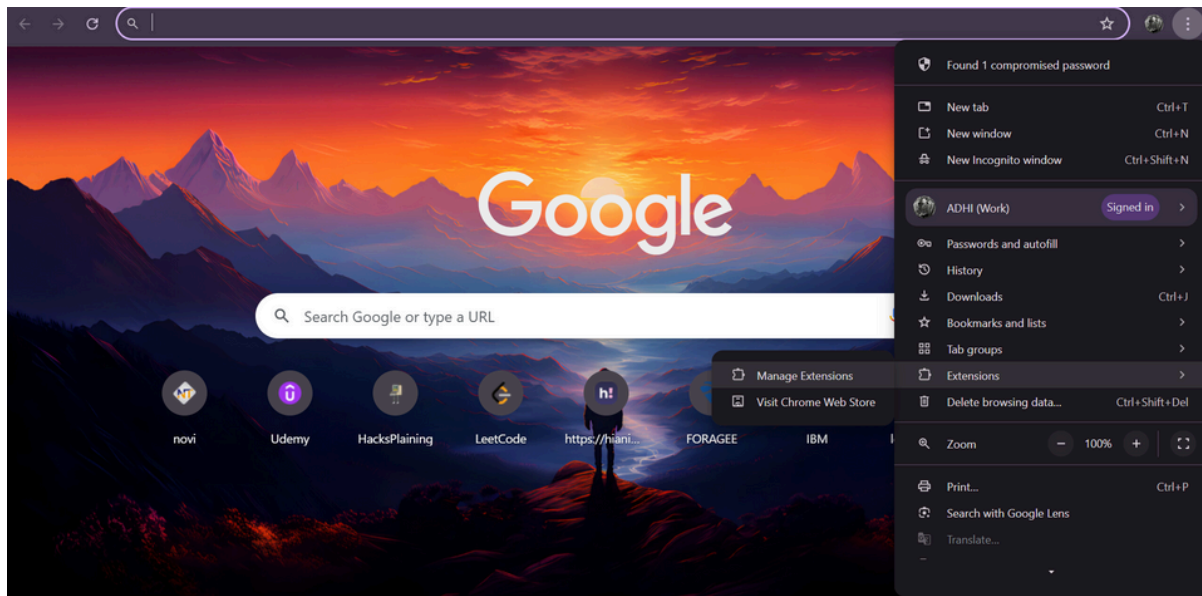 Found 1 compromised password
New tab Ctrl+T
New window Ctrl+N
New Incognito window Ctrl+Shift+N
ADHI (Work) Signed in
Passwords and autofill
History
Downloads Ctrl+J
Bookmarks and lists
Tab groups
Extensions
Delete browsing data... Ctrl+Shift+Del
Zoom − 100% +
Print... Ctrl+P
Search with Google Lens
Translate...
Manage Extensions
Visit Chrome Web Store
Google
Search Google or type a URL
h!
novi Udemy HacksPlaining LeetCode https://hiani... FORAGEE IBM